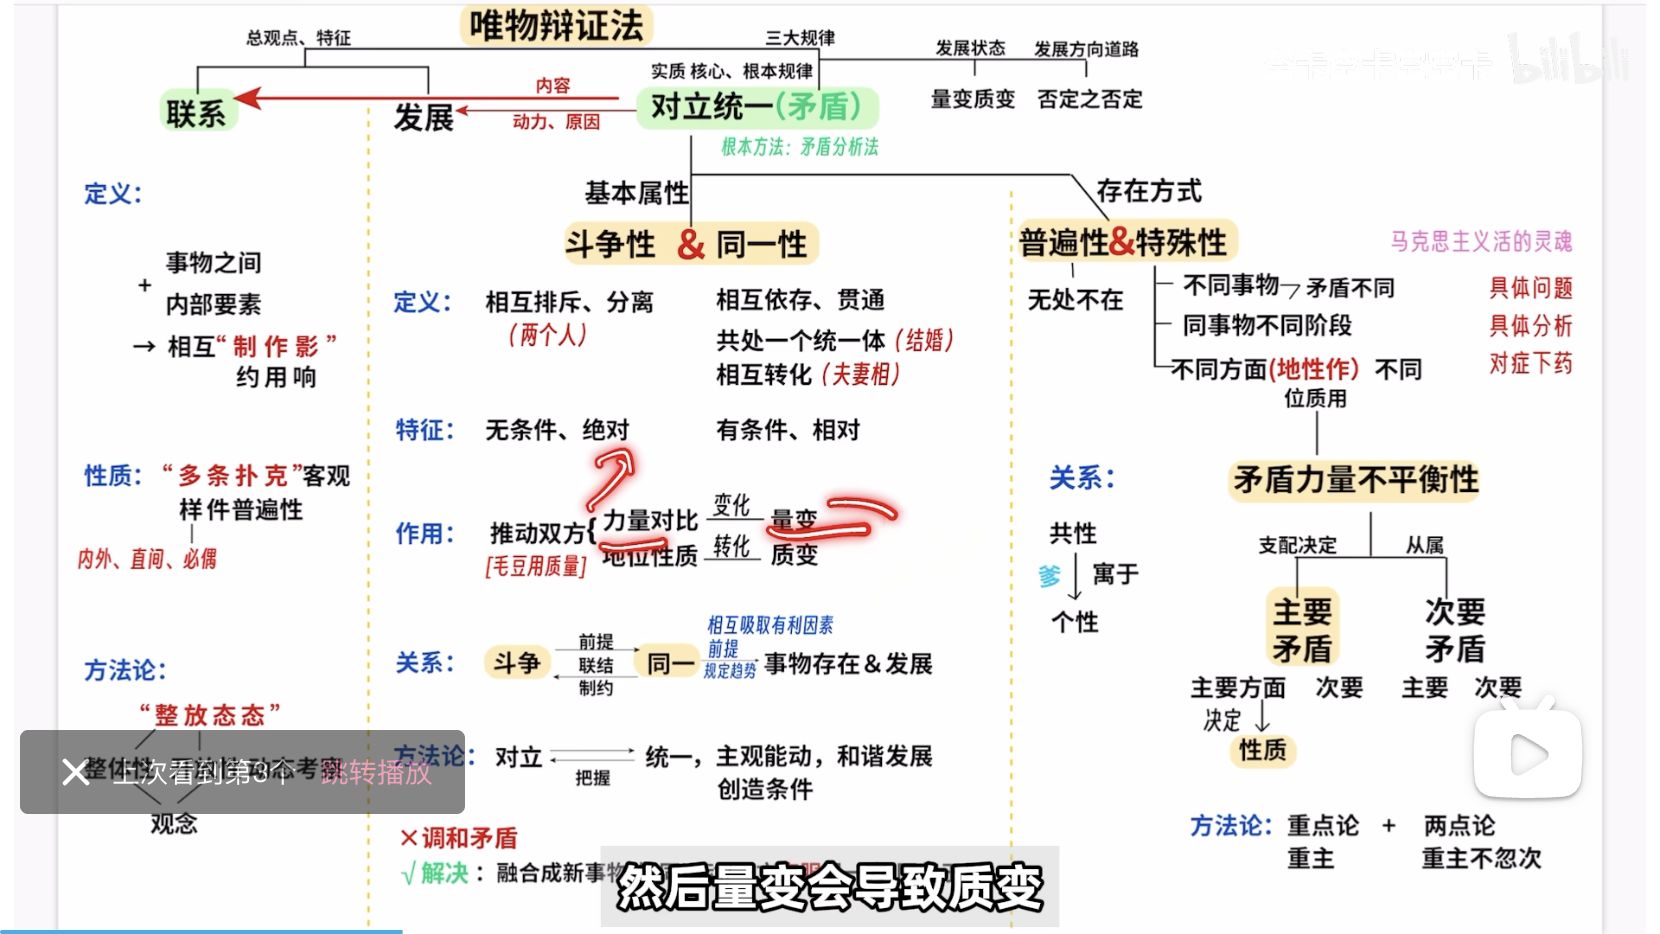 唯物辩证法
总观点、特征
三大规律
发展状态
发展方向道路
bilibili
实质 核心、根本规律
量变质变
否定之否定
联系
内容
发展
动力、原因
对立统一(矛盾)
根本方法：矛盾分析法
定义：
事物之间
+
内部要素
→ 相互“制 作 影 ”
约 用 响
性质：“多 条 扑 克”客观
样 件 普遍性
内外、直间、必偶
方法论：
“整 放 态 态”
观念
基本属性
斗争性 & 同一性
定义：
相互排斥、分离
（两个人）
相互依存、贯通
共处一个统一体（结婚）
相互转化（夫妻相）
特征：
无条件、绝对
有条件、相对
作用：
推动双方{
[毛豆用质量]
力量对比 变化 量变
地位性质 转化 质变
关系：
斗争
前提
联结
制约
同一
相互吸取有利因素
前提
规定趋势
事物存在＆发展
方法论：
对立
把握
统一，主观能动，和谐发展
创造条件
×调和矛盾
√解决：融合成新事物
存在方式
普遍性&特殊性
马克思主义活的灵魂
无处不在
不同事物→矛盾不同
同事物不同阶段
不同方面(地性作）不同
位质用
具体问题
具体分析
对症下药
关系：
共性
爹
寓于
个性
矛盾力量不平衡性
支配决定
从属
主要
矛盾
次要
矛盾
主要方面 次要
主要 次要
决定
性质
方法论：
重点论 + 两点论
重主 重主不忽次
上次看到第3个 跳转播放
然后量变会导致质变